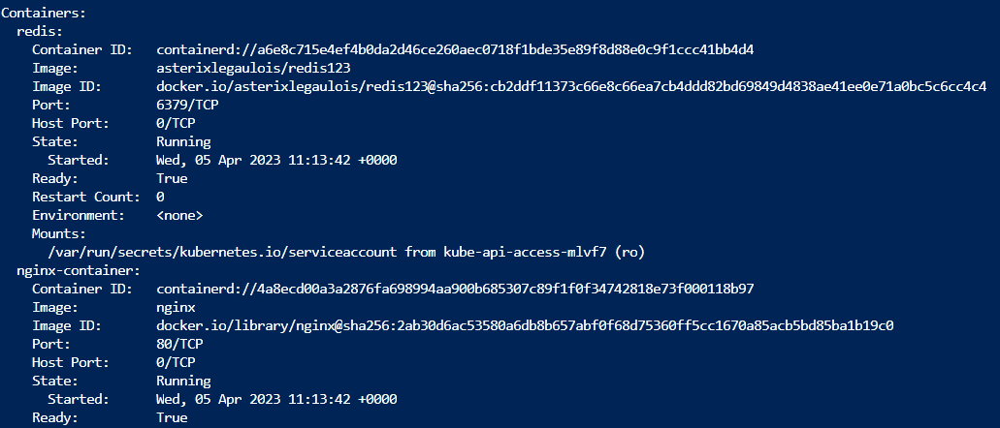 Containers:
redis:
Container ID: containerd://a6e8c715e4ef4b0da2d46ce260aec0718f1bde35e89f8d88e0c9f1ccc41bb4d4
Image: asterixlegaulois/redis123
Image ID: docker.io/asterixlegaulois/redis123@sha256:cb2ddf11373c66e8c66ea7cb4ddd82bd69849d4838ae41ee0e71a0bc5c6cc4c4
Port: 6379/TCP
Host Port: 0/TCP
State: Running
Started: Wed, 05 Apr 2023 11:13:42 +0000
Ready: True
Restart Count: 0
Environment: <none>
Mounts:
/var/run/secrets/kubernetes.io/serviceaccount from kube-api-access-mlvf7 (ro)
nginx-container:
Container ID: containerd://4a8ecd00a3a2876fa698994aa900b685307c89f1f0f34742818e73f000118b97
Image: nginx
Image ID: docker.io/library/nginx@sha256:2ab30d6ac53580a6db8b657abf0f68d75360ff5cc1670a85acb5bd85ba1b19c0
Port: 80/TCP
Host Port: 0/TCP
State: Running
Started: Wed, 05 Apr 2023 11:13:42 +0000
Ready: True